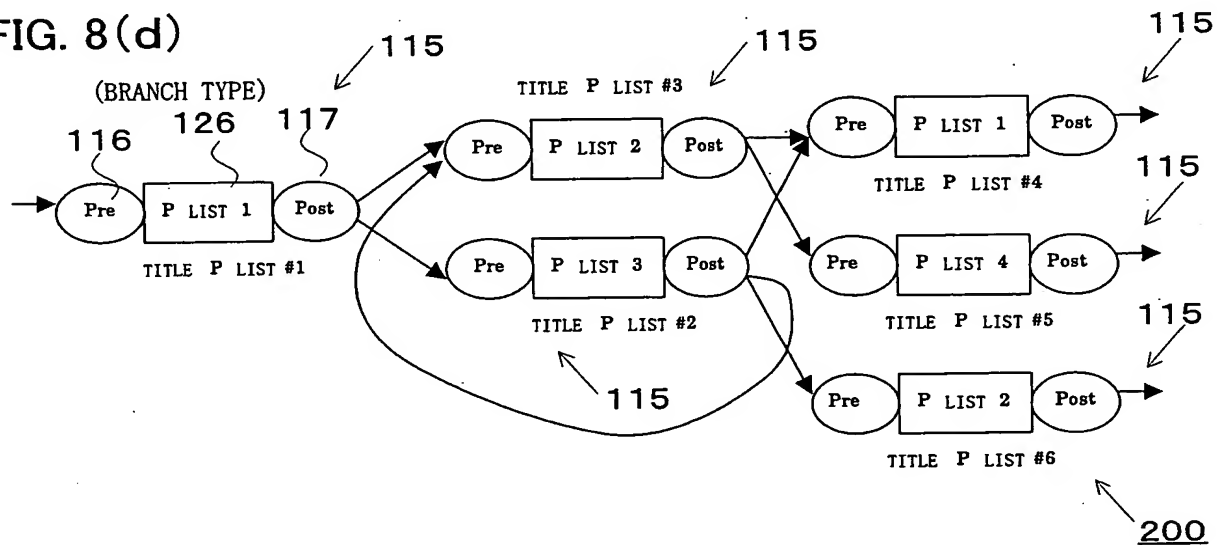 FIG. 8(d)
(BRANCH TYPE)
115
116
126
117
Pre
P LIST 1
Post
TITLE P LIST #1
TITLE P LIST #3
115
Pre
P LIST 2
Post
Pre
P LIST 3
Post
TITLE P LIST #2
115
115
Pre
P LIST 1
Post
TITLE P LIST #4
115
Pre
P LIST 4
Post
TITLE P LIST #5
115
Pre
P LIST 2
Post
TITLE P LIST #6
200